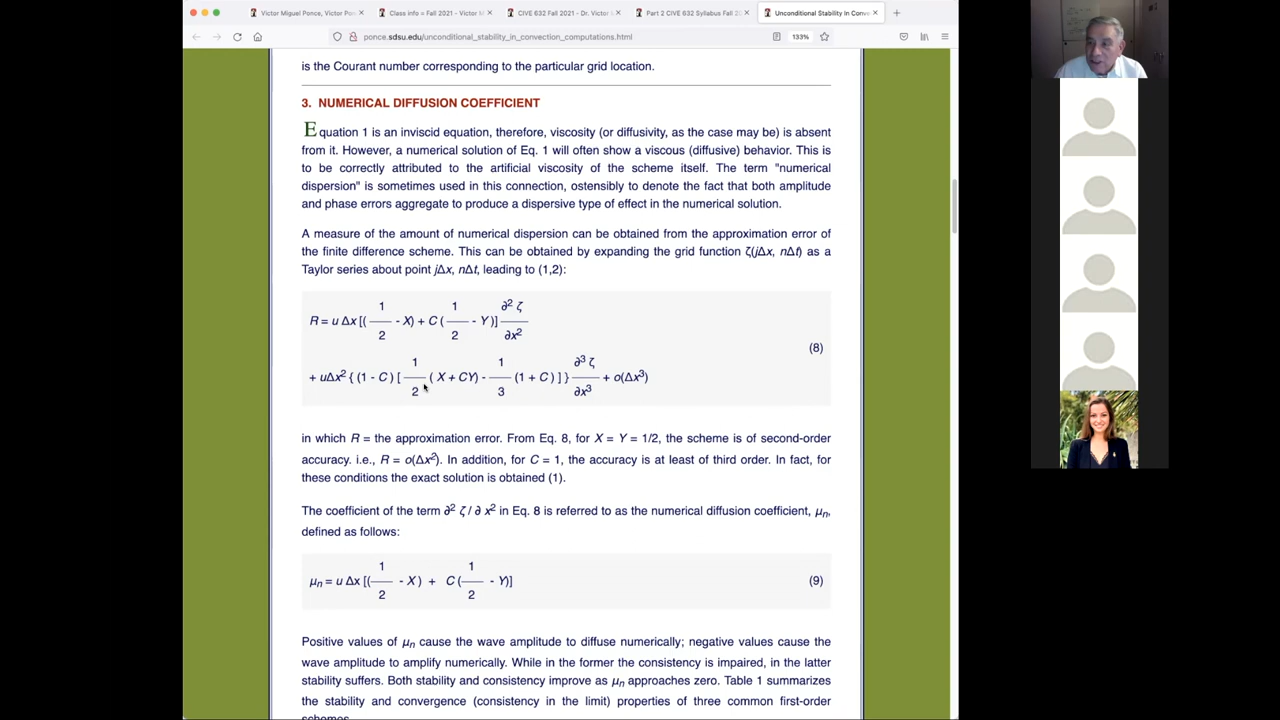 Victor Miguel Ponce, Victor Pon
Class info = Fall 2021 - Victor M
CIVE 632 Fall 2021 - Dr. Victor
Part 2 CIVE 632 Syllabus Fall 2
Unconditional Stability In Conve
ponce.sdsu.edu/unconditional_stability_in_convection_computations.html
133%
is the Courant number corresponding to the particular grid location.
3. NUMERICAL DIFFUSION COEFFICIENT
Equation 1 is an inviscid equation, therefore, viscosity (or diffusivity, as the case may be) is absent
from it. However, a numerical solution of Eq. 1 will often show a viscous (diffusive) behavior. This is
to be correctly attributed to the artificial viscosity of the scheme itself. The term "numerical
dispersion" is sometimes used in this connection, ostensibly to denote the fact that both amplitude
and phase errors aggregate to produce a dispersive type of effect in the numerical solution.
A measure of the amount of numerical dispersion can be obtained from the approximation error of
the finite difference scheme. This can be obtained by expanding the grid function ζ(jΔx, nΔt) as a
Taylor series about point jΔx, nΔt, leading to (1,2):
R = u Δx [( 1/2 - X) + C ( 1/2 - Y )] ∂² ζ / ∂x²
+ uΔx² { (1 - C ) [ 1/2 ( X + CY) - 1/3 (1 + C ) ] } ∂³ ζ / ∂x³ + o(Δx³)
(8)
in which R = the approximation error. From Eq. 8, for X = Y = 1/2, the scheme is of second-order
accuracy. i.e., R = o(Δx²). In addition, for C = 1, the accuracy is at least of third order. In fact, for
these conditions the exact solution is obtained (1).
The coefficient of the term ∂² ζ / ∂ x² in Eq. 8 is referred to as the numerical diffusion coefficient, μn,
defined as follows:
μn = u Δx [( 1/2 - X ) + C ( 1/2 - Y)] (9)
Positive values of μn cause the wave amplitude to diffuse numerically; negative values cause the
wave amplitude to amplify numerically. While in the former the consistency is impaired, in the latter
stability suffers. Both stability and consistency improve as μn approaches zero. Table 1 summarizes
the stability and convergence (consistency in the limit) properties of three common first-order
schemes.